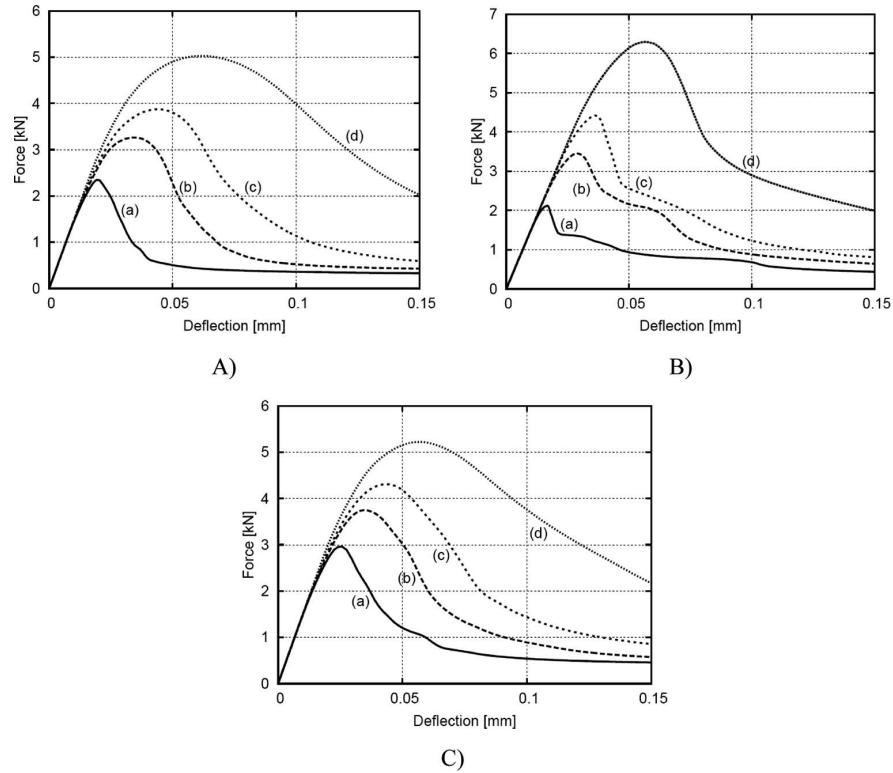 6
5
4
3
2
1
0
Force [kN]
(a)
(b)
(c)
(d)
0 0.05 0.1 0.15
Deflection [mm]
A)
7
6
5
4
3
2
1
0
Force [kN]
(a)
(b)
(c)
(d)
0 0.05 0.1 0.15
Deflection [mm]
B)
6
5
4
3
2
1
0
Force [kN]
(a)
(b)
(c)
(d)
0 0.05 0.1 0.15
Deflection [mm]
C)